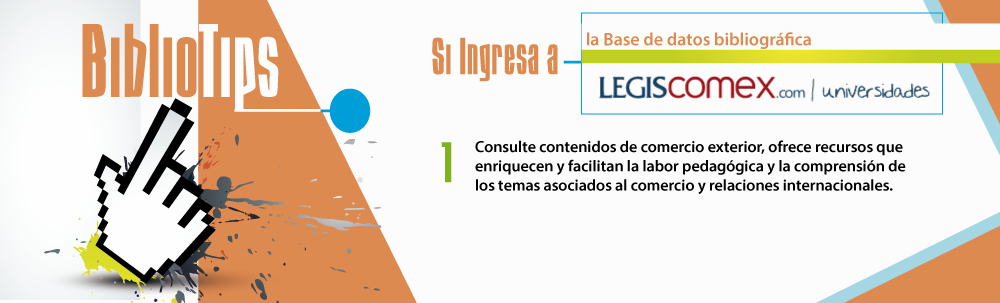 BiblioTips
Si Ingresa a
la Base de datos bibliográfica
LEGIScomex.com | universidades
1
Consulte contenidos de comercio exterior, ofrece recursos que
enriquecen y facilitan la labor pedagógica y la comprensión de
los temas asociados al comercio y relaciones internacionales.